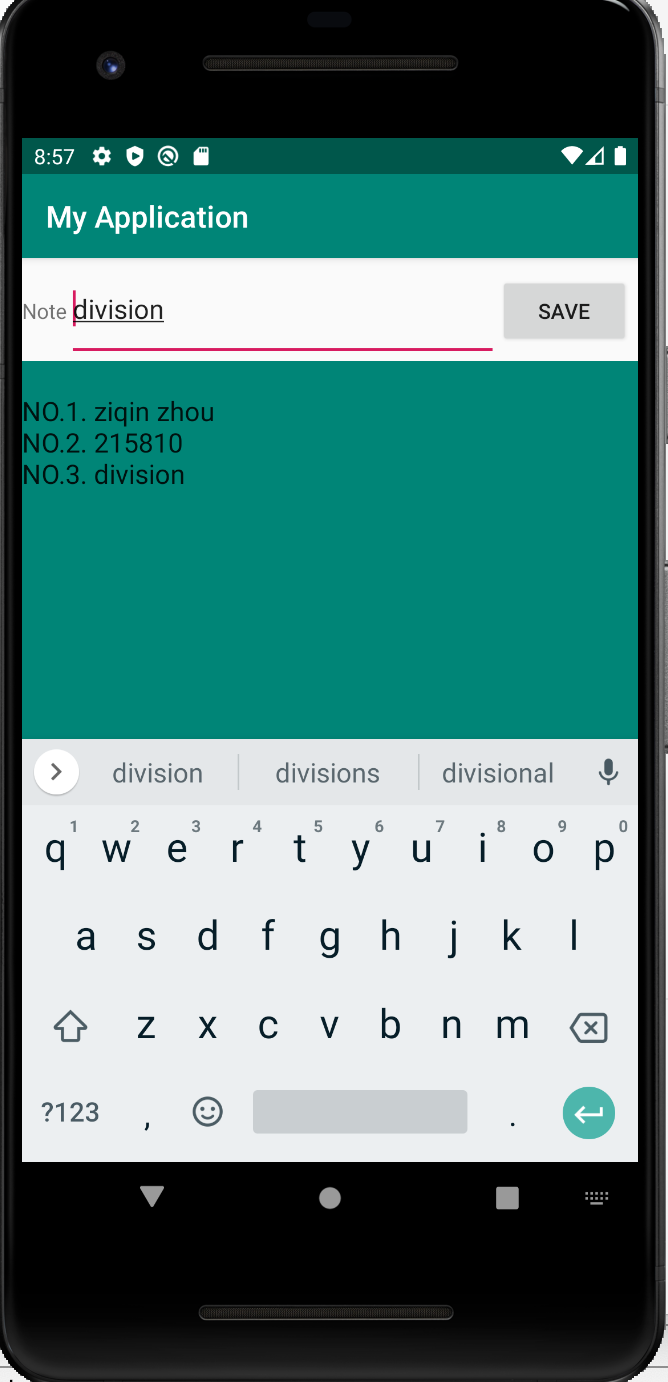 8:57
My Application
Note division SAVE
NO.1. ziqin zhou
NO.2. 215810
NO.3. division
division divisions divisional
1 2 3 4 5 6 7 8 9 0
q w e r t y u i o p
a s d f g h j k l
z x c v b n m
?123 , .